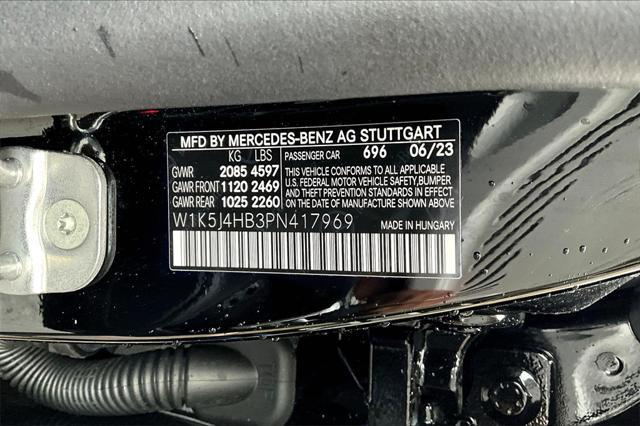 MFD BY MERCEDES-BENZ AG STUTTGART
KG LBS PASSENGER CAR 696 06/23
GVWR 2085 4597
GAWR FRONT 1120 2469
GAWR REAR 1025 2260
THIS VEHICLE CONFORMS TO ALL APPLICABLE
U.S. FEDERAL MOTOR VEHICLE SAFETY, BUMPER
AND THEFT PREVENTION STANDARDS IN EFFECT
ON THE DATE OF MANUFACTURE SHOWN ABOVE
W1K5J4HB3PN417969 MADE IN HUNGARY